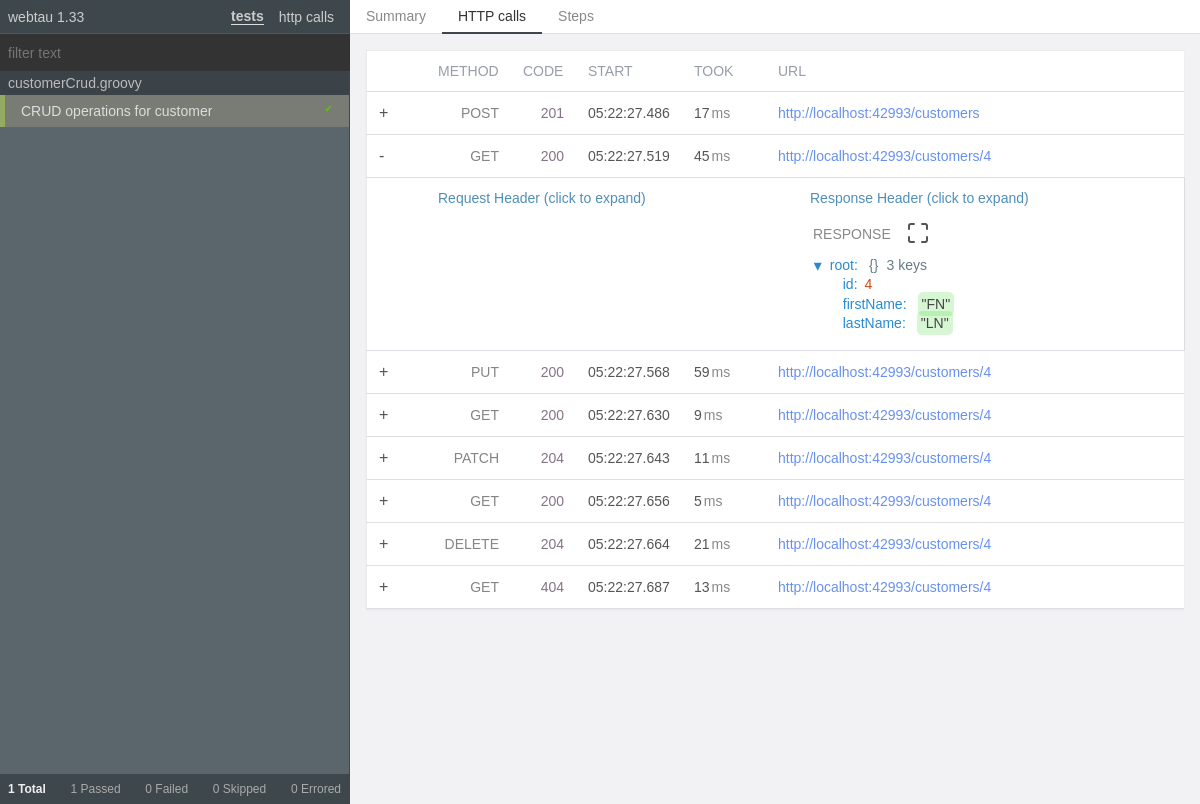 webtau 1.33 tests http calls
filter text
customerCrud.groovy
CRUD operations for customer ✔
1 Total 1 Passed 0 Failed 0 Skipped 0 Errored
Summary HTTP calls Steps
METHOD CODE START TOOK URL
+ POST 201 05:22:27.486 17 ms http://localhost:42993/customers
- GET 200 05:22:27.519 45 ms http://localhost:42993/customers/4
Request Header (click to expand) Response Header (click to expand)
RESPONSE
▼ root: {} 3 keys
id: 4
firstName: "FN"
lastName: "LN"
+ PUT 200 05:22:27.568 59 ms http://localhost:42993/customers/4
+ GET 200 05:22:27.630 9 ms http://localhost:42993/customers/4
+ PATCH 204 05:22:27.643 11 ms http://localhost:42993/customers/4
+ GET 200 05:22:27.656 5 ms http://localhost:42993/customers/4
+ DELETE 204 05:22:27.664 21 ms http://localhost:42993/customers/4
+ GET 404 05:22:27.687 13 ms http://localhost:42993/customers/4